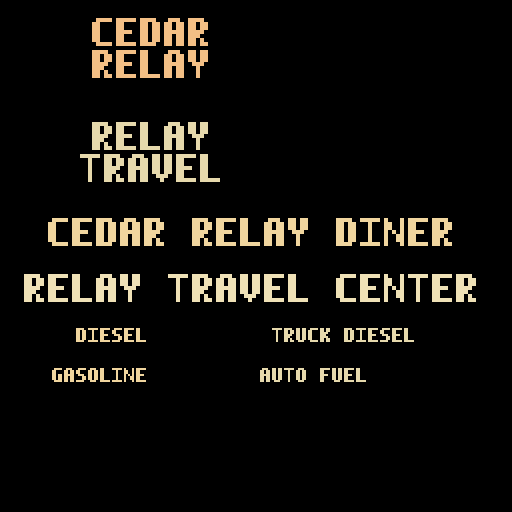 CEDAR
RELAY
RELAY
TRAVEL
CEDAR RELAY DINER
RELAY TRAVEL CENTER
DIESEL TRUCK DIESEL
GASOLINE AUTO FUEL